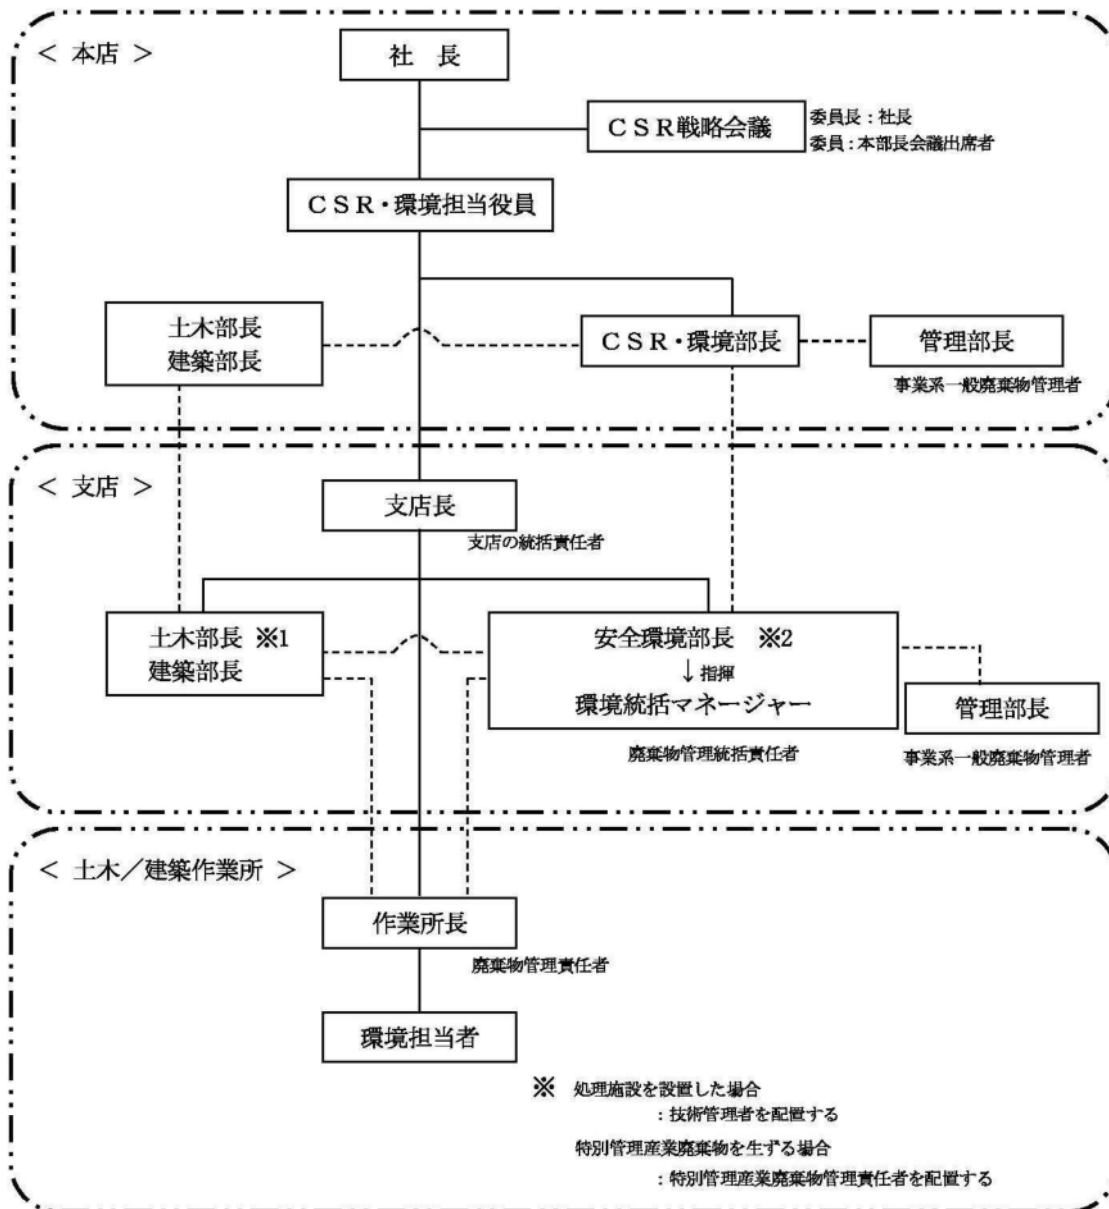 ＜ 本店 ＞
社　長
ＣＳＲ戦略会議
委員長：社長
委員：本部長会議出席者
ＣＳＲ・環境担当役員
土木部長
建築部長
ＣＳＲ・環境部長
管理部長
事業系一般廃棄物管理者
＜ 支店 ＞
支店長
支店の統括責任者
土木部長 ※1
建築部長
安全環境部長　※2
↓指揮
環境統括マネージャー
廃棄物管理統括責任者
管理部長
事業系一般廃棄物管理者
＜ 土木／建築作業所 ＞
作業所長
廃棄物管理責任者
環境担当者
※　処理施設を設置した場合
：技術管理者を配置する
特別管理産業廃棄物を生ずる場合
：特別管理産業廃棄物管理責任者を配置する